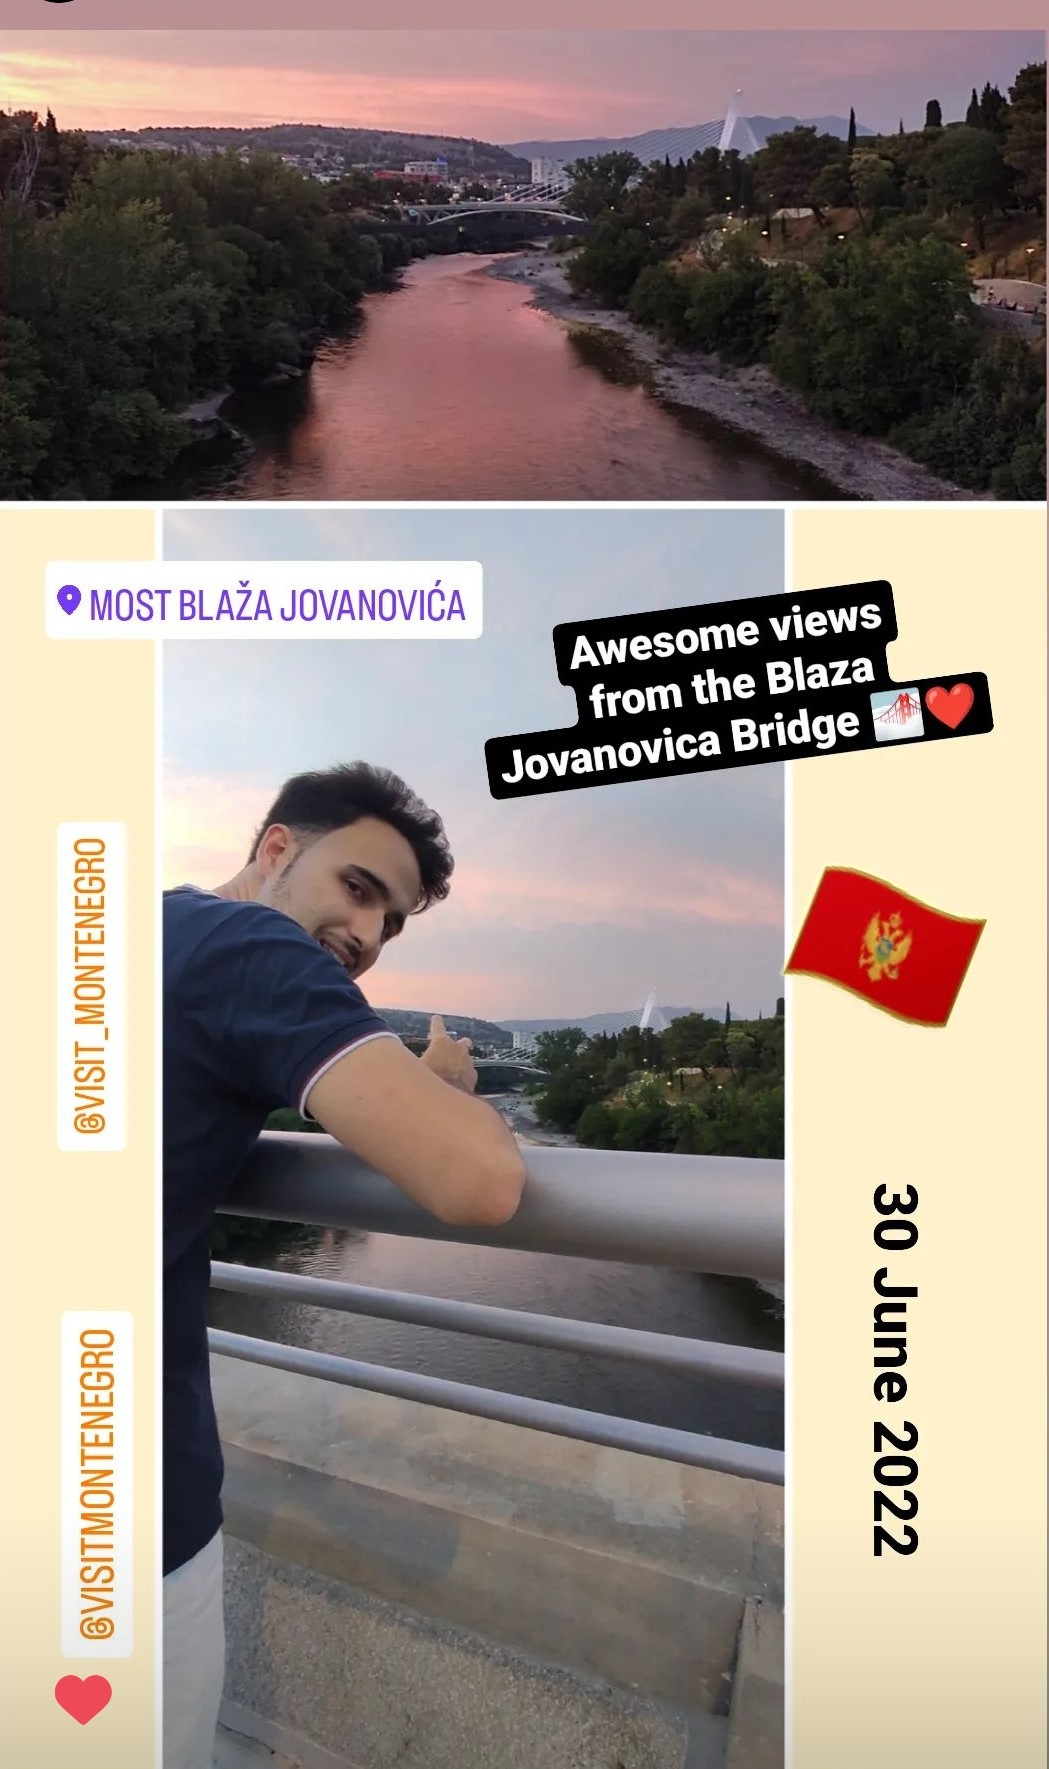 MOST BLAŽA JOVANOVIĆA
Awesome views
from the Blaza
Jovanovica Bridge
@VISIT_MONTENEGRO
30 June 2022
@VISITMONTENEGRO